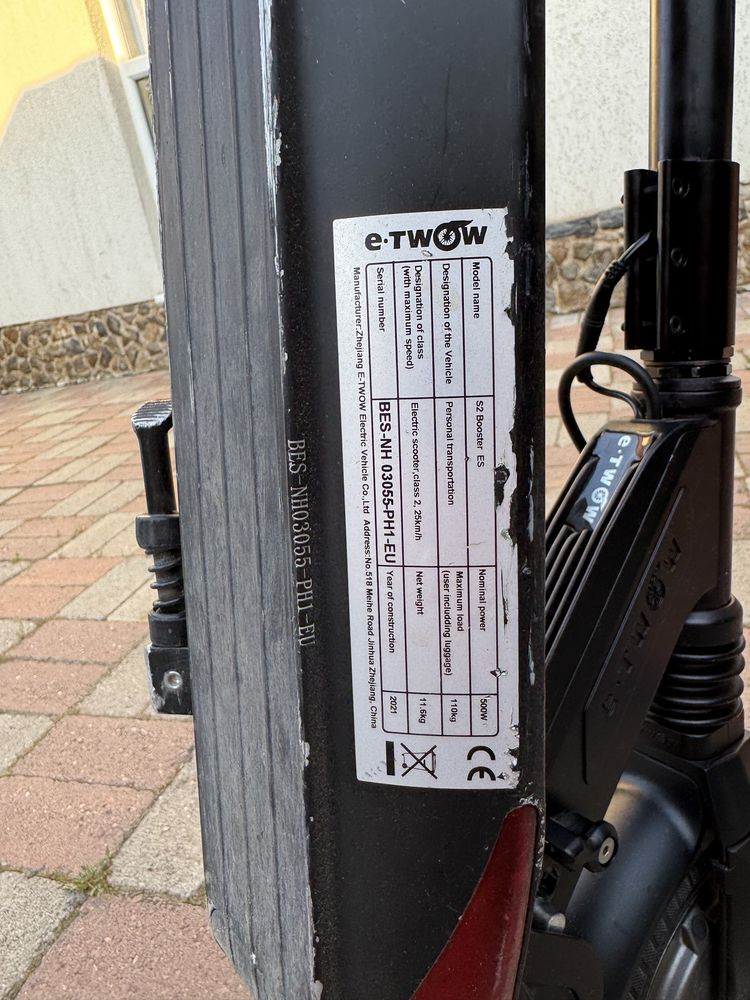 e·TWOW
Model name S2 Booster ES Nominal power 500W
Designation of the Vehicle Personal transportation Maximum load (user includding luggage) 110kg
Designation of class (with maximum speed) Electric scooter,class 2, 25km/h Net weight 11.6kg
Serial number BES-NH 03055-PH1-EU Year of construction 2021
Manufacturer:Zhejiang E-TWOW Electric Vehicle Co.,Ltd Address:No.518 Meihe Road Jinhua Zhejiang, China
CE
BES-NH03055-PH1-EU
e·TWOW